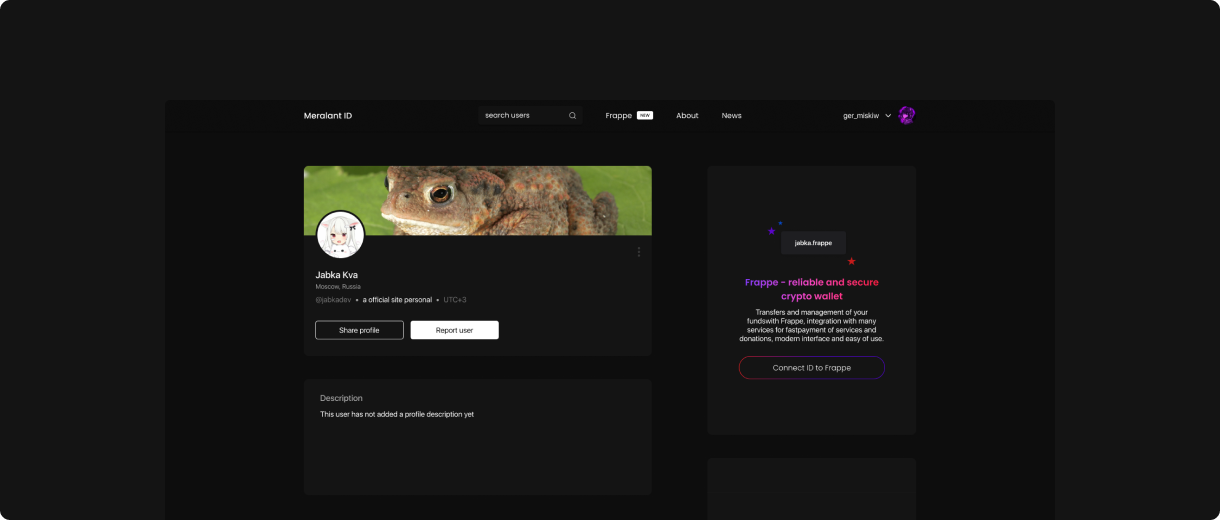 Meralant ID
search users
Frappe NEW
About
News
ger_miskiw
Jabka Kva
Moscow, Russia
@jabkadev • a official site personal • UTC+3
Share profile
Report user
Description
This user has not added a profile description yet
jabka.frappe
Frappe - reliable and secure
crypto wallet
Transfers and management of your
fundswith Frappe, integration with many
services for fastpayment of services and
donations, modern interface and easy of use.
Connect ID to Frappe